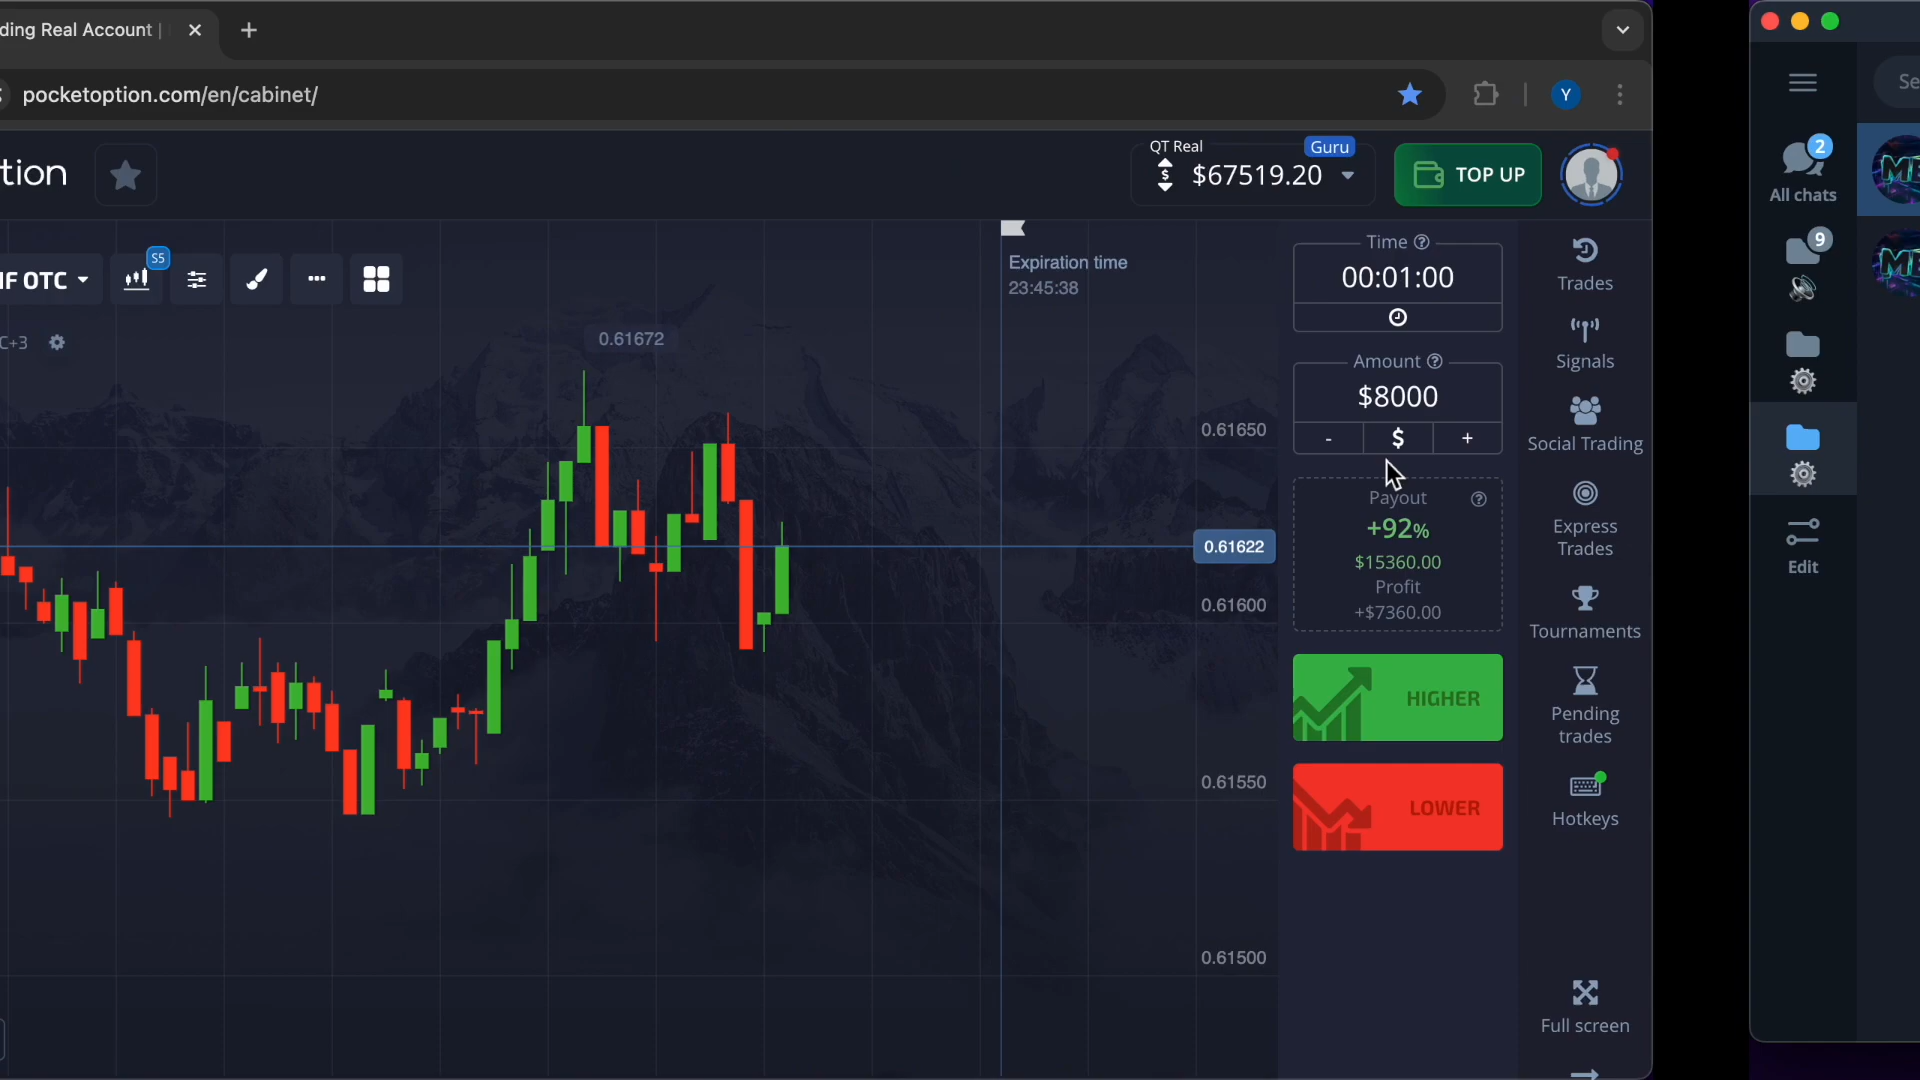 ding Real Account |
pocketoption.com/en/cabinet/
Y
tion
QT Real
Guru
$67519.20
TOP UP
IF OTC
S5
C+3
0.61672
Expiration time
23:45:38
0.61650
0.61622
0.61600
0.61550
0.61500
Time
00:01:00
Amount
$8000
- $ +
Payout
+92%
$15360.00
Profit
+$7360.00
HIGHER
LOWER
Trades
Signals
Social Trading
Express
Trades
Tournaments
Pending
trades
Hotkeys
Full screen
Se
2
All chats
9
Edit